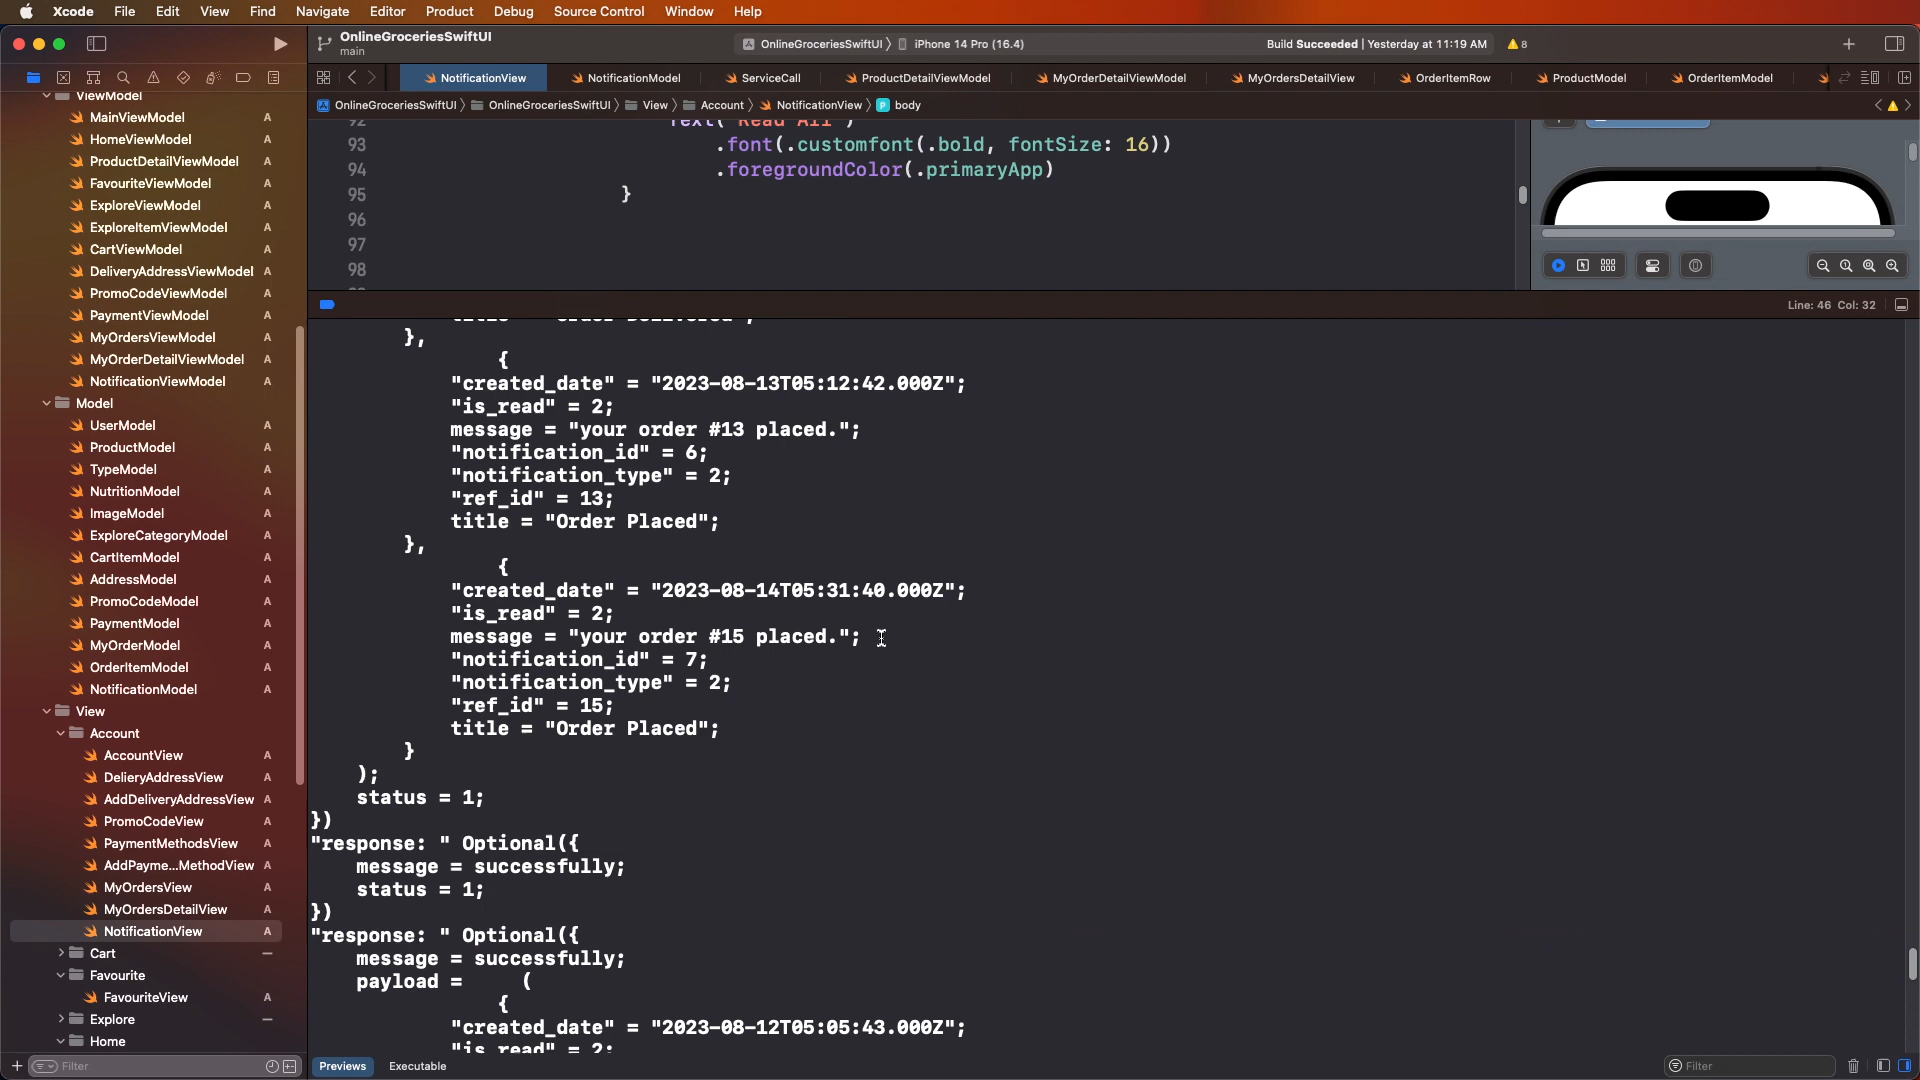 Xcode File Edit View Find Navigate Editor Product Debug Source Control Window Help
OnlineGroceriesSwiftUI
main
OnlineGroceriesSwiftUI iPhone 14 Pro (16.4)
Build Succeeded | Yesterday at 11:19 AM 8
NotificationView NotificationModel ServiceCall ProductDetailViewModel MyOrderDetailViewModel MyOrdersDetailView OrderItemRow ProductModel OrderItemModel
OnlineGroceriesSwiftUI OnlineGroceriesSwiftUI View Account NotificationView P body
ViewModel
MainViewModel A
HomeViewModel A
ProductDetailViewModel A
FavouriteViewModel A
ExploreViewModel A
ExploreItemViewModel A
CartViewModel A
DeliveryAddressViewModel A
PromoCodeViewModel A
PaymentViewModel A
MyOrdersViewModel A
MyOrderDetailViewModel A
NotificationViewModel A
Model
UserModel A
ProductModel A
TypeModel A
NutritionModel A
ImageModel A
ExploreCategoryModel A
CartItemModel A
AddressModel A
PromoCodeModel A
PaymentModel A
MyOrderModel A
OrderItemModel A
NotificationModel A
View
Account
AccountView A
DelieryAddressView A
AddDeliveryAddressView A
PromoCodeView A
PaymentMethodsView A
AddPayme...MethodView A
MyOrdersView A
MyOrdersDetailView A
NotificationView A
Cart
Favourite
FavouriteView A
Explore
Home
Filter
92 Text("Read All")
93 .font(.customfont(.bold, fontSize: 16))
94 .foregroundColor(.primaryApp)
95 }
96
97
98
Line: 46 Col: 32
title = "Order Delivered";
},
{
"created_date" = "2023-08-13T05:12:42.000Z";
"is_read" = 2;
message = "your order #13 placed.";
"notification_id" = 6;
"notification_type" = 2;
"ref_id" = 13;
title = "Order Placed";
},
{
"created_date" = "2023-08-14T05:31:40.000Z";
"is_read" = 2;
message = "your order #15 placed.";
"notification_id" = 7;
"notification_type" = 2;
"ref_id" = 15;
title = "Order Placed";
}
);
status = 1;
})
"response: " Optional({
message = successfully;
status = 1;
})
"response: " Optional({
message = successfully;
payload = (
{
"created_date" = "2023-08-12T05:05:43.000Z";
"is_read" = 2;
Previews Executable
Filter